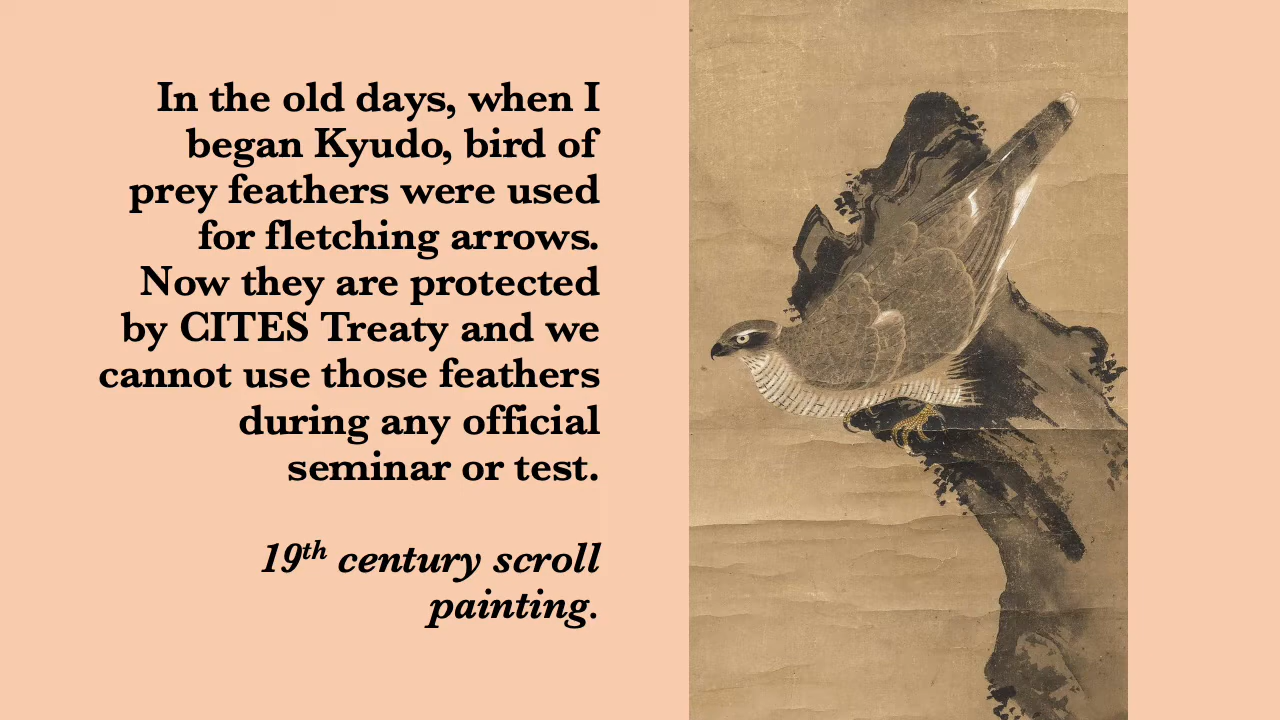 In the old days, when I
began Kyudo, bird of
prey feathers were used
for fletching arrows.
Now they are protected
by CITES Treaty and we
cannot use those feathers
during any official
seminar or test.
19th century scroll
painting.